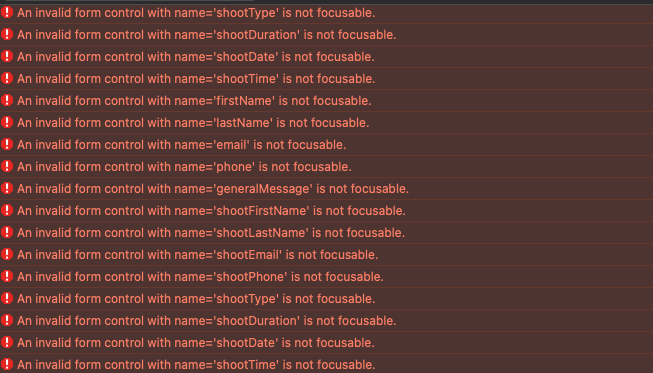 An invalid form control with name='shootType' is not focusable.
An invalid form control with name='shootDuration' is not focusable.
An invalid form control with name='shootDate' is not focusable.
An invalid form control with name='shootTime' is not focusable.
An invalid form control with name='firstName' is not focusable.
An invalid form control with name='lastName' is not focusable.
An invalid form control with name='email' is not focusable.
An invalid form control with name='phone' is not focusable.
An invalid form control with name='generalMessage' is not focusable.
An invalid form control with name='shootFirstName' is not focusable.
An invalid form control with name='shootLastName' is not focusable.
An invalid form control with name='shootEmail' is not focusable.
An invalid form control with name='shootPhone' is not focusable.
An invalid form control with name='shootType' is not focusable.
An invalid form control with name='shootDuration' is not focusable.
An invalid form control with name='shootDate' is not focusable.
An invalid form control with name='shootTime' is not focusable.